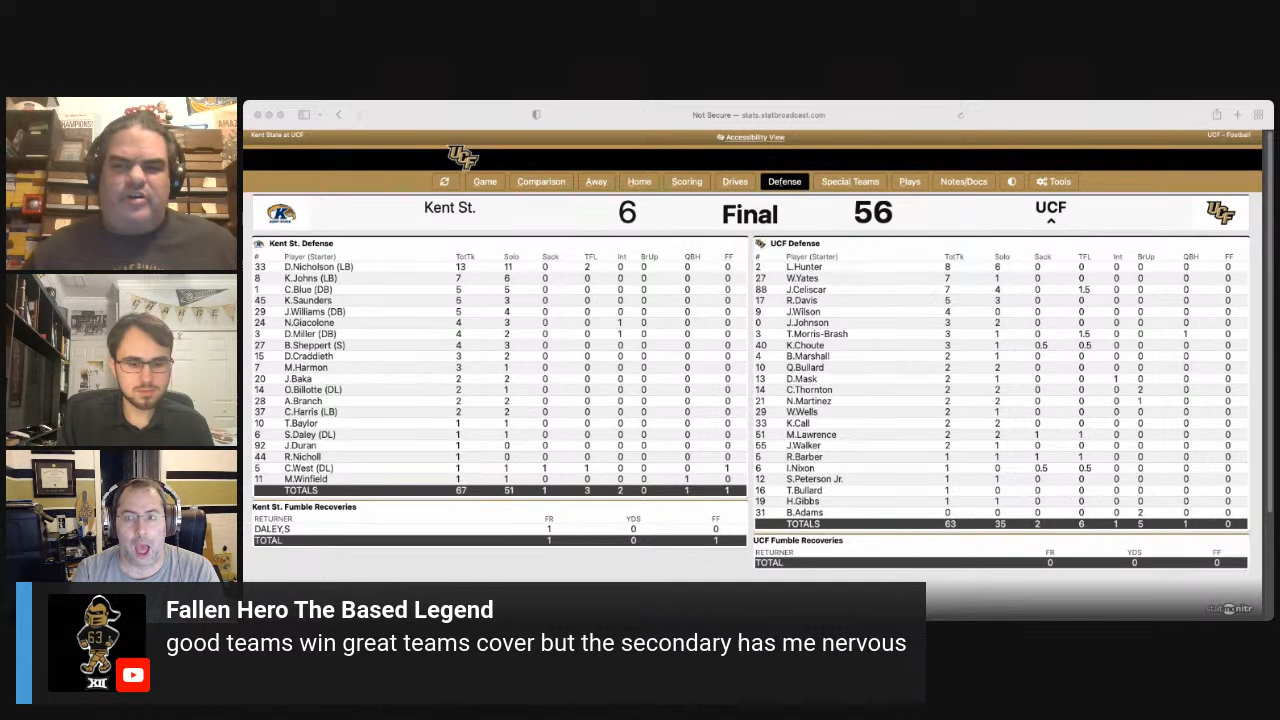 Not Secure — stats.statbroadcast.com
Kent State at UCF
Accessibility View
UCF - Football
UCF
Game Comparison Away Home Scoring Drives Defense Special Teams Plays Notes/Docs Tools
Kent St. 6 Final 56 UCF
Kent St. Defense
# Player (Starter) TotTk Solo Sack TFL Int BrUp QBH FF
33 D.Nicholson (LB) 13 11 0 2 0 0 0 0
8 K.Johns (LB) 7 6 0 0 0 0 0 0
1 C.Blue (DB) 5 5 0 0 0 0 0 0
45 K.Saunders 5 3 0 0 0 0 0 0
29 J.Williams (DB) 5 4 0 0 0 0 0 0
24 N.Giacolone 4 3 0 0 1 0 0 0
3 D.Miller (DB) 4 2 0 0 1 0 0 0
27 B.Sheppert (S) 4 3 0 0 0 0 0 0
15 D.Craddieth 3 2 0 0 0 0 0 0
7 M.Harmon 3 1 0 0 0 0 0 0
20 J.Baka 2 2 0 0 0 0 0 0
14 O.Billotte (DL) 2 1 0 0 0 0 0 0
28 A.Branch 2 2 0 0 0 0 0 0
37 C.Harris (LB) 2 2 0 0 0 0 0 0
10 T.Baylor 1 1 0 0 0 0 0 0
6 S.Daley (DL) 1 1 0 0 0 0 0 0
92 J.Duran 1 0 0 0 0 0 0 0
44 R.Nicholl 1 0 0 0 0 0 0 0
5 C.West (DL) 1 1 1 1 0 0 0 1
11 M.Winfield 1 1 0 0 0 0 1 0
TOTALS 67 51 1 3 2 0 1 1
Kent St. Fumble Recoveries
RETURNER FR YDS FF
DALEY,S 1 0 0
TOTAL 1 0 1
UCF Defense
# Player (Starter) TotTk Solo Sack TFL Int BrUp QBH FF
2 L.Hunter 8 6 0 0 0 0 0 0
27 W.Yates 7 1 0 0 0 0 0 0
88 J.Celiscar 7 4 0 1.5 0 0 0 0
17 R.Davis 5 3 0 0 0 0 0 0
9 J.Wilson 4 0 0 0 0 0 0 0
0 J.Johnson 3 2 0 0 0 0 0 0
3 T.Morris-Brash 3 1 0 1.5 0 0 1 0
40 K.Choute 3 1 0.5 0.5 0 0 0 0
4 B.Marshall 2 1 0 0 0 0 0 0
10 Q.Bullard 2 1 0 0 0 0 0 0
13 D.Mask 2 1 0 0 1 0 0 0
14 C.Thornton 2 2 0 0 0 2 0 0
21 N.Martinez 2 2 0 0 0 1 0 0
29 W.Wells 2 2 0 0 0 0 0 0
33 K.Call 2 2 0 0 0 0 0 0
51 M.Lawrence 2 2 1 1 0 0 0 0
55 J.Walker 2 1 0 0 0 0 0 0
5 R.Barber 1 1 1 1 0 0 0 0
6 I.Nixon 1 0 0.5 0.5 0 0 0 0
12 S.Peterson Jr. 1 1 0 0 0 0 0 0
16 T.Bullard 1 0 0 0 0 0 0 0
19 H.Gibbs 1 1 0 0 0 0 0 0
31 B.Adams 0 0 0 0 0 2 0 0
TOTALS 63 35 2 6 1 5 1 0
UCF Fumble Recoveries
RETURNER FR YDS FF
TOTAL 0 0 0
Fallen Hero The Based Legend
good teams win great teams cover but the secondary has me nervous
63
XII